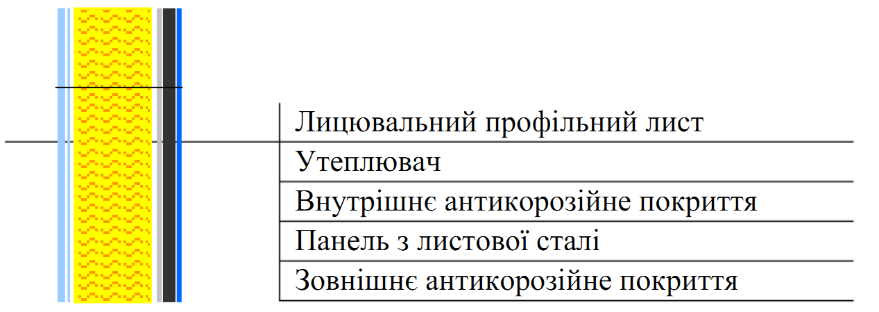 Лицювальний профільний лист
Утеплювач
Внутрішнє антикорозійне покриття
Панель з листової сталі
Зовнішнє антикорозійне покриття